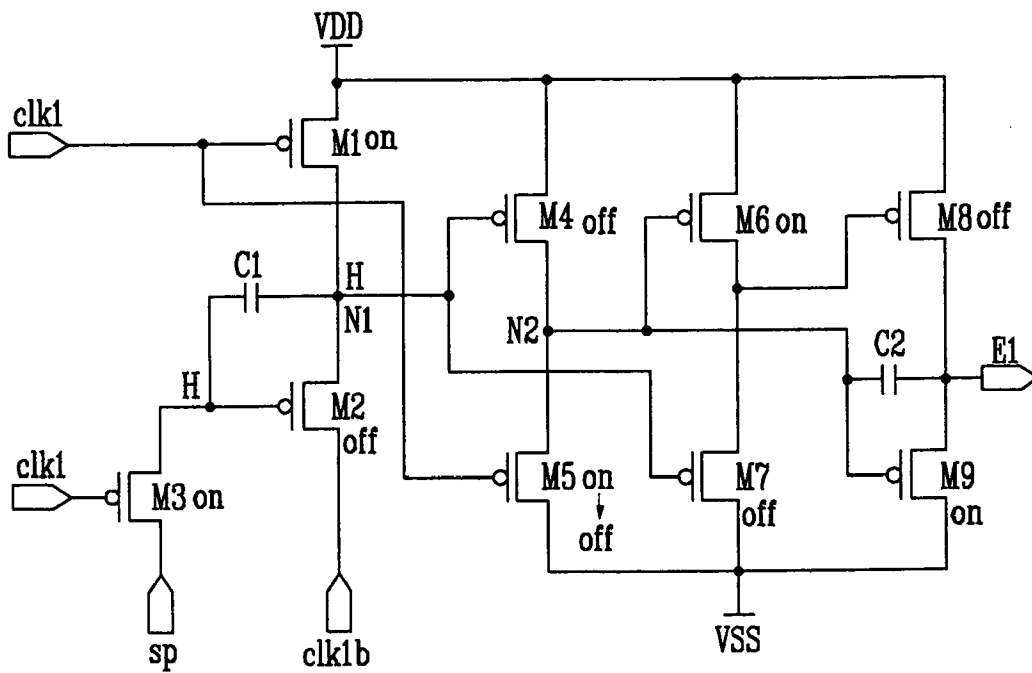 VDD
clk1
M1 on
M4 off
M6 on
M8 off
C1
H
N1
N2
C2
E1
H
M2
off
clk1
M3 on
M5 on
off
M7
off
M9
on
sp
clk1b
VSS